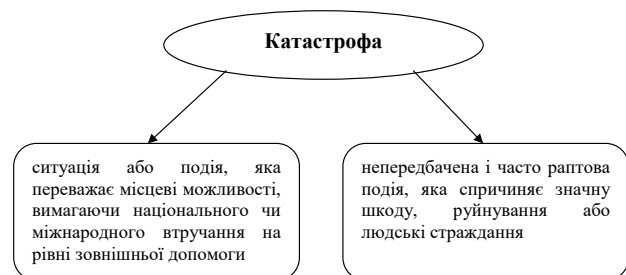 Катастрофа
ситуація або подія, яка
переважає місцеві можливості,
вимагаючи національного чи
міжнародного втручання на
рівні зовнішньої допомоги
непередбачена і часто раптова
подія, яка спричиняє значну
шкоду, руйнування або
людські страждання